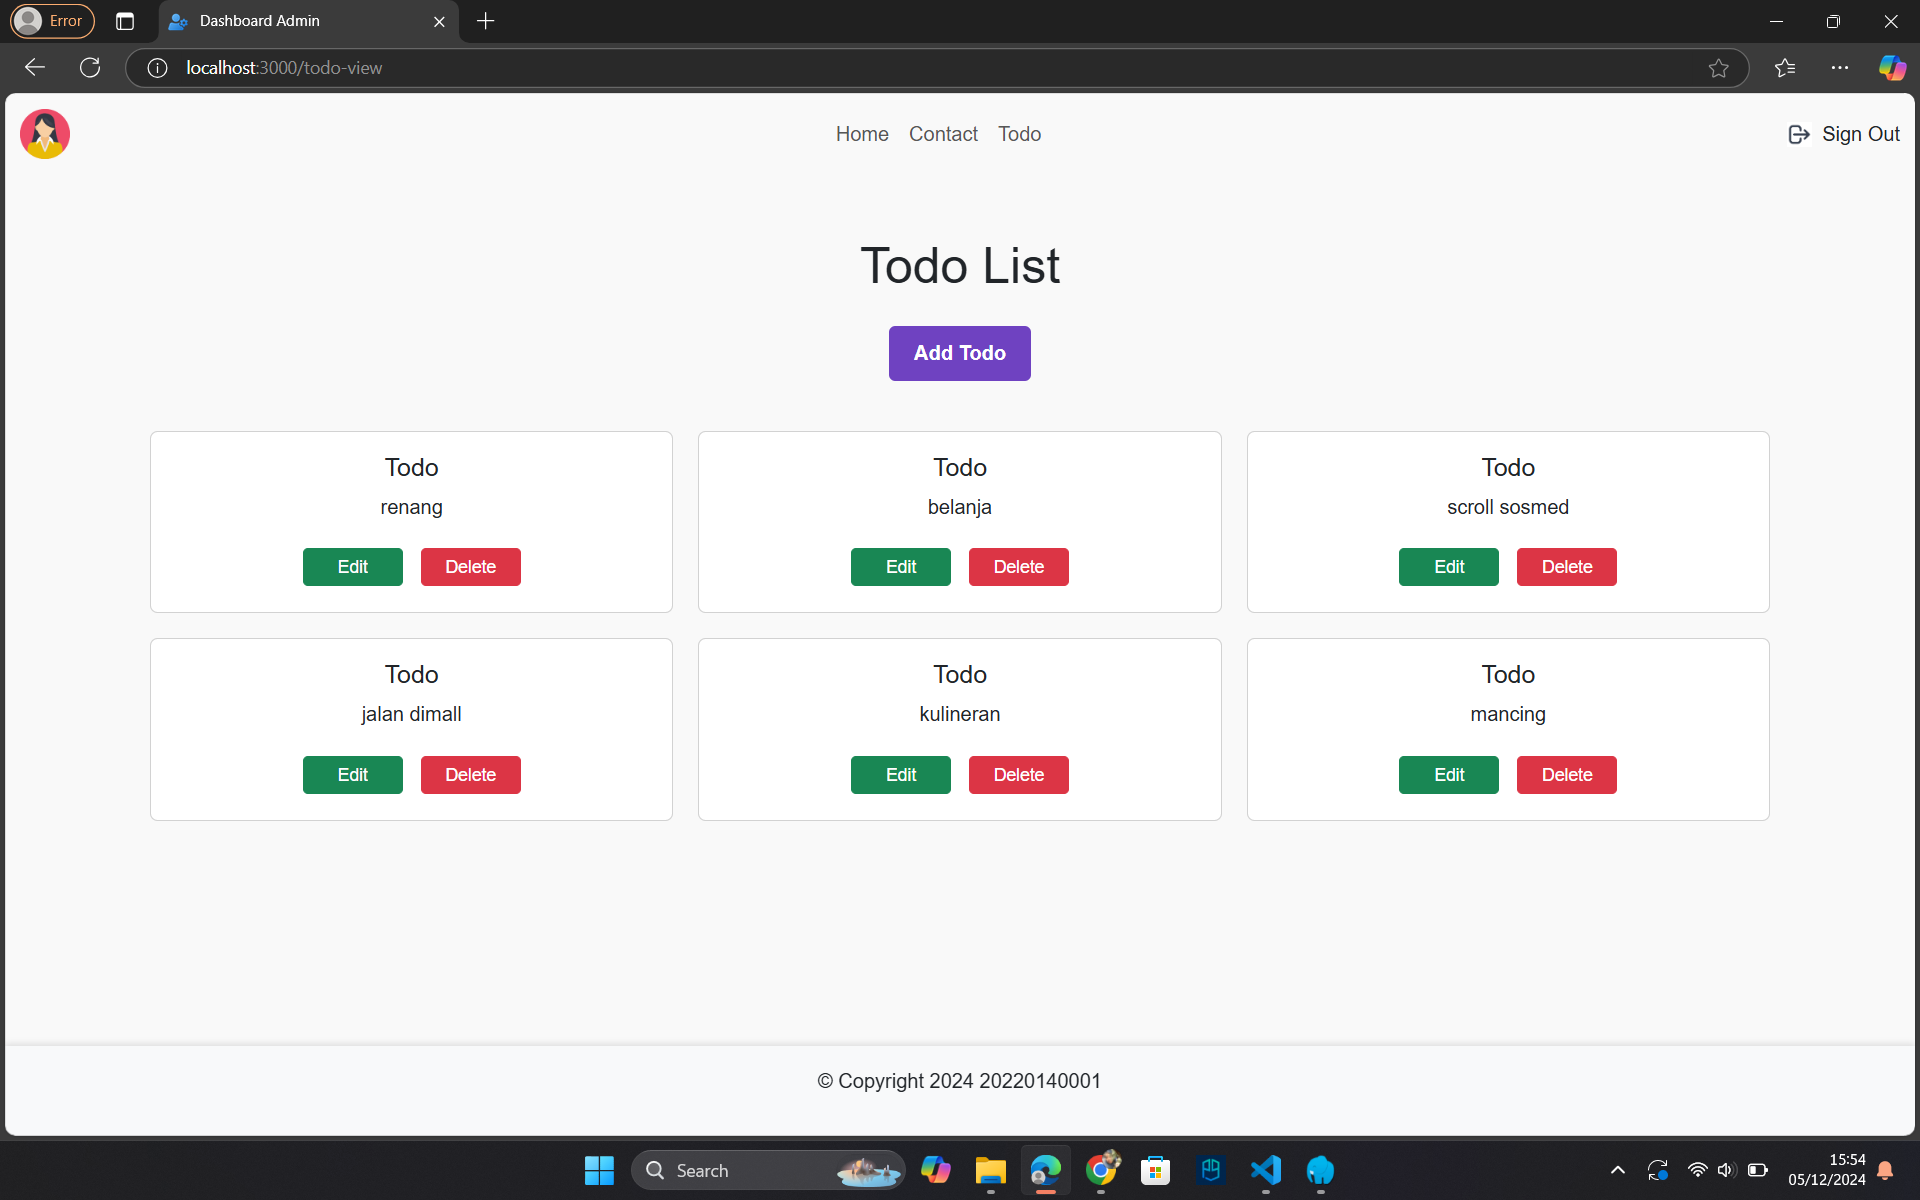 Error
Dashboard Admin
localhost:3000/todo-view
Home Contact Todo
Sign Out
Todo List
Add Todo
Todo
renang
Edit Delete
Todo
belanja
Edit Delete
Todo
scroll sosmed
Edit Delete
Todo
jalan dimall
Edit Delete
Todo
kulineran
Edit Delete
Todo
mancing
Edit Delete
© Copyright 2024 20220140001
Search
15:54
05/12/2024